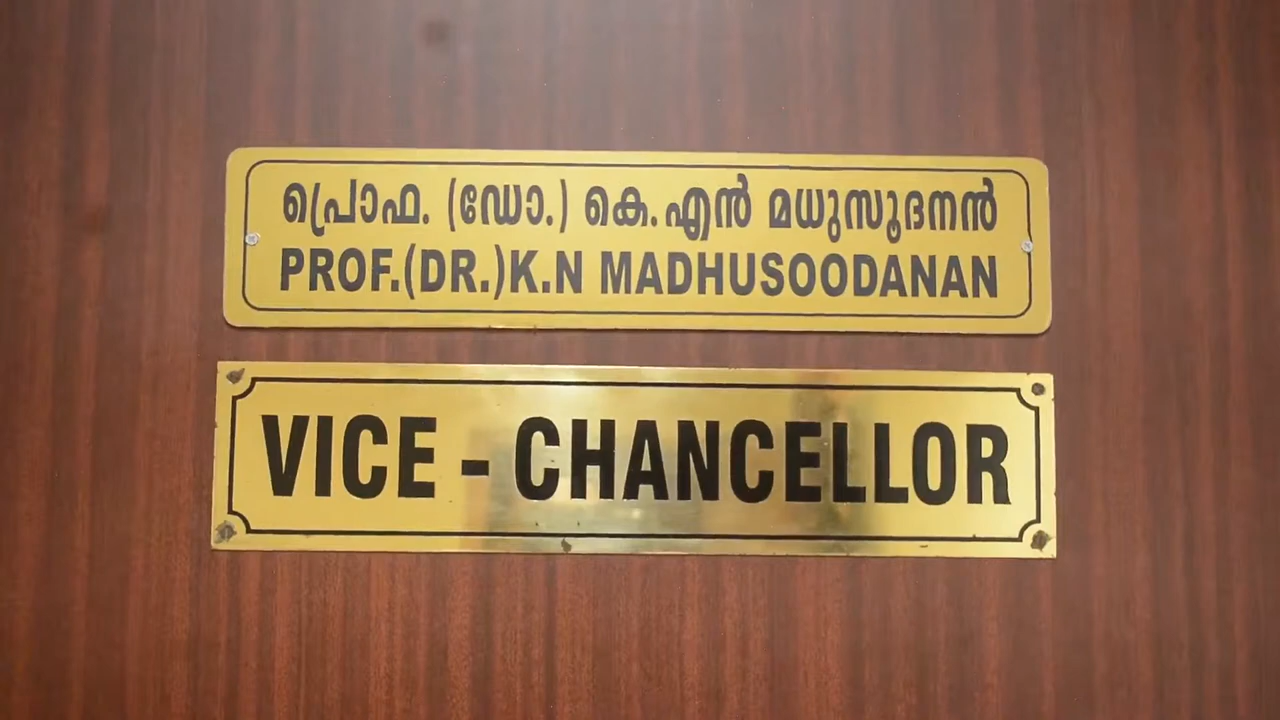 പ്രൊഫ. (ഡോ.) കെ.എൻ മധുസൂദനൻ
PROF.(DR.)K.N MADHUSOODANAN
VICE - CHANCELLOR